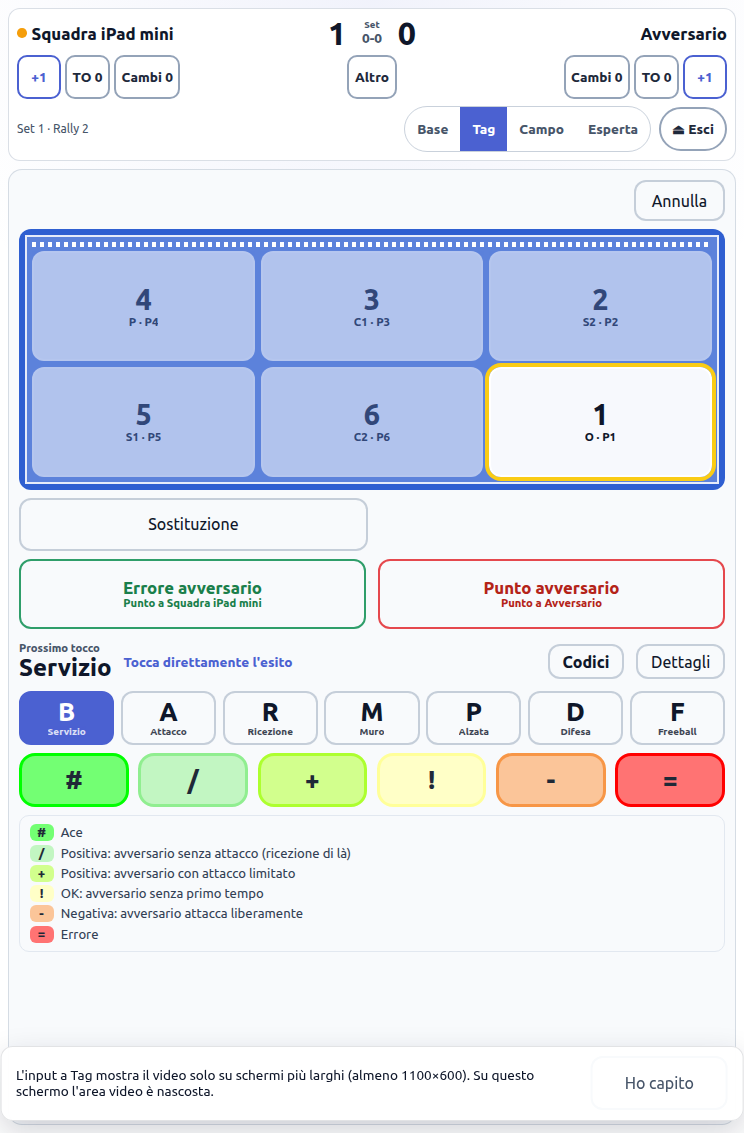 Squadra iPad mini
1 Set 0
0-0
Avversario
+1 TO 0 Cambi 0 Altro Cambi 0 TO 0 +1
Set 1 · Rally 2
Base Tag Campo Esperta ⏏ Esci
Annulla
4 3 2
P · P4 C1 · P3 S2 · P2
5 6 1
S1 · P5 C2 · P6 O · P1
Sostituzione
Errore avversario Punto avversario
Punto a Squadra iPad mini Punto a Avversario
Prossimo tocco
Servizio Tocca direttamente l'esito Codici Dettagli
B A R M P D F
Servizio Attacco Ricezione Muro Alzata Difesa Freeball
# / + ! - =
# Ace
/ Positiva: avversario senza attacco (ricezione di là)
+ Positiva: avversario con attacco limitato
! OK: avversario senza primo tempo
- Negativa: avversario attacca liberamente
= Errore
L'input a Tag mostra il video solo su schermi più larghi (almeno 1100×600). Su questo
schermo l'area video è nascosta.
Ho capito